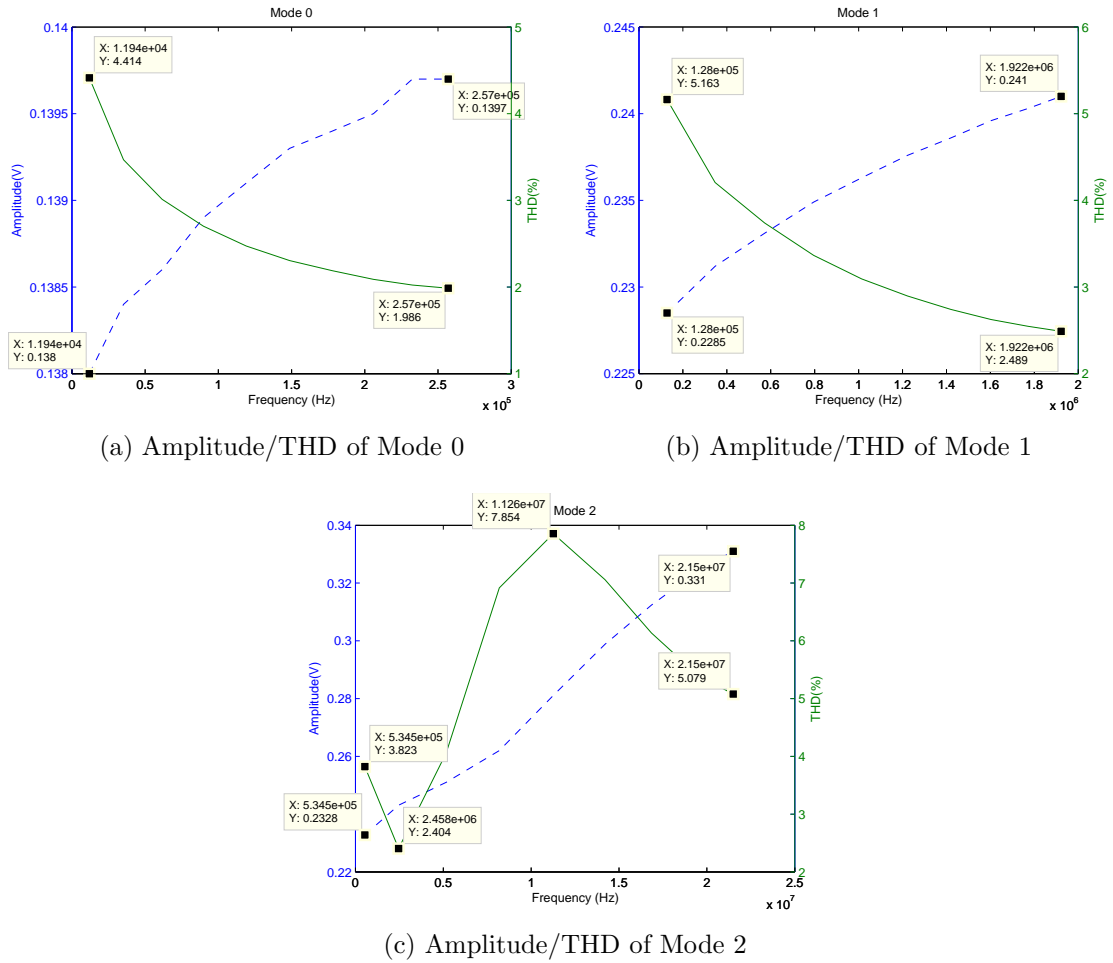 Mode 0
0.14
0.1395
0.139
0.1385
0.138
Amplitude(V)
5
4
3
2
1
THD(%)
X: 1.194e+04
Y: 4.414
X: 2.57e+05
Y: 0.1397
X: 2.57e+05
Y: 1.986
X: 1.194e+04
Y: 0.138
0 0.5 1 1.5 2 2.5 3
Frequency (Hz)
x 10^5
(a) Amplitude/THD of Mode 0
Mode 1
0.245
0.24
0.235
0.23
0.225
Amplitude(V)
6
5
4
3
2
THD(%)
X: 1.28e+05
Y: 5.163
X: 1.922e+06
Y: 0.241
X: 1.28e+05
Y: 0.2285
X: 1.922e+06
Y: 2.489
0 0.2 0.4 0.6 0.8 1 1.2 1.4 1.6 1.8 2
Frequency (Hz)
x 10^6
(b) Amplitude/THD of Mode 1
Mode 2
0.34
0.32
0.3
0.28
0.26
0.22
Amplitude(V)
8
7
6
5
4
3
2
THD(%)
X: 1.126e+07
Y: 7.854
X: 2.15e+07
Y: 0.331
X: 2.15e+07
Y: 5.079
X: 5.345e+05
Y: 3.823
X: 5.345e+05
Y: 0.2328
X: 2.458e+06
Y: 2.404
0 0.5 1 1.5 2 2.5
Frequency (Hz)
x 10^7
(c) Amplitude/THD of Mode 2